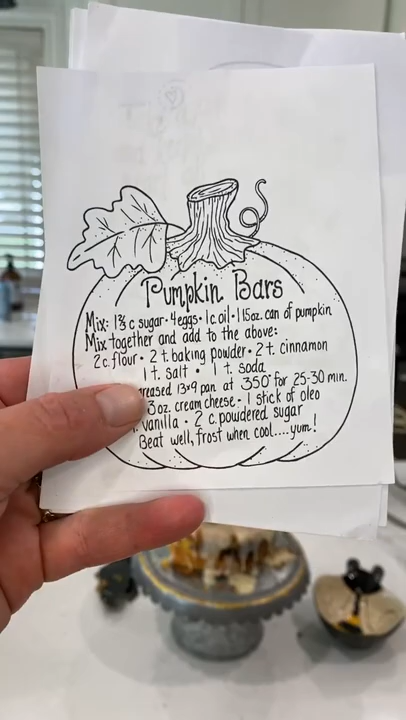 Pumpkin Bars
Mix: 1⅔ c sugar • 4 eggs • 1 c. oil • 1 15oz. can of pumpkin
Mix together and add to the above:
2 c. flour • 2 t. baking powder • 2 t. cinnamon
1 t. salt • 1 t. soda
greased 13x9 pan at 350° for 25-30 min.
3 oz. cream cheese • 1 stick of oleo
vanilla • 2 c. powdered sugar
Beat well, frost when cool....yum!